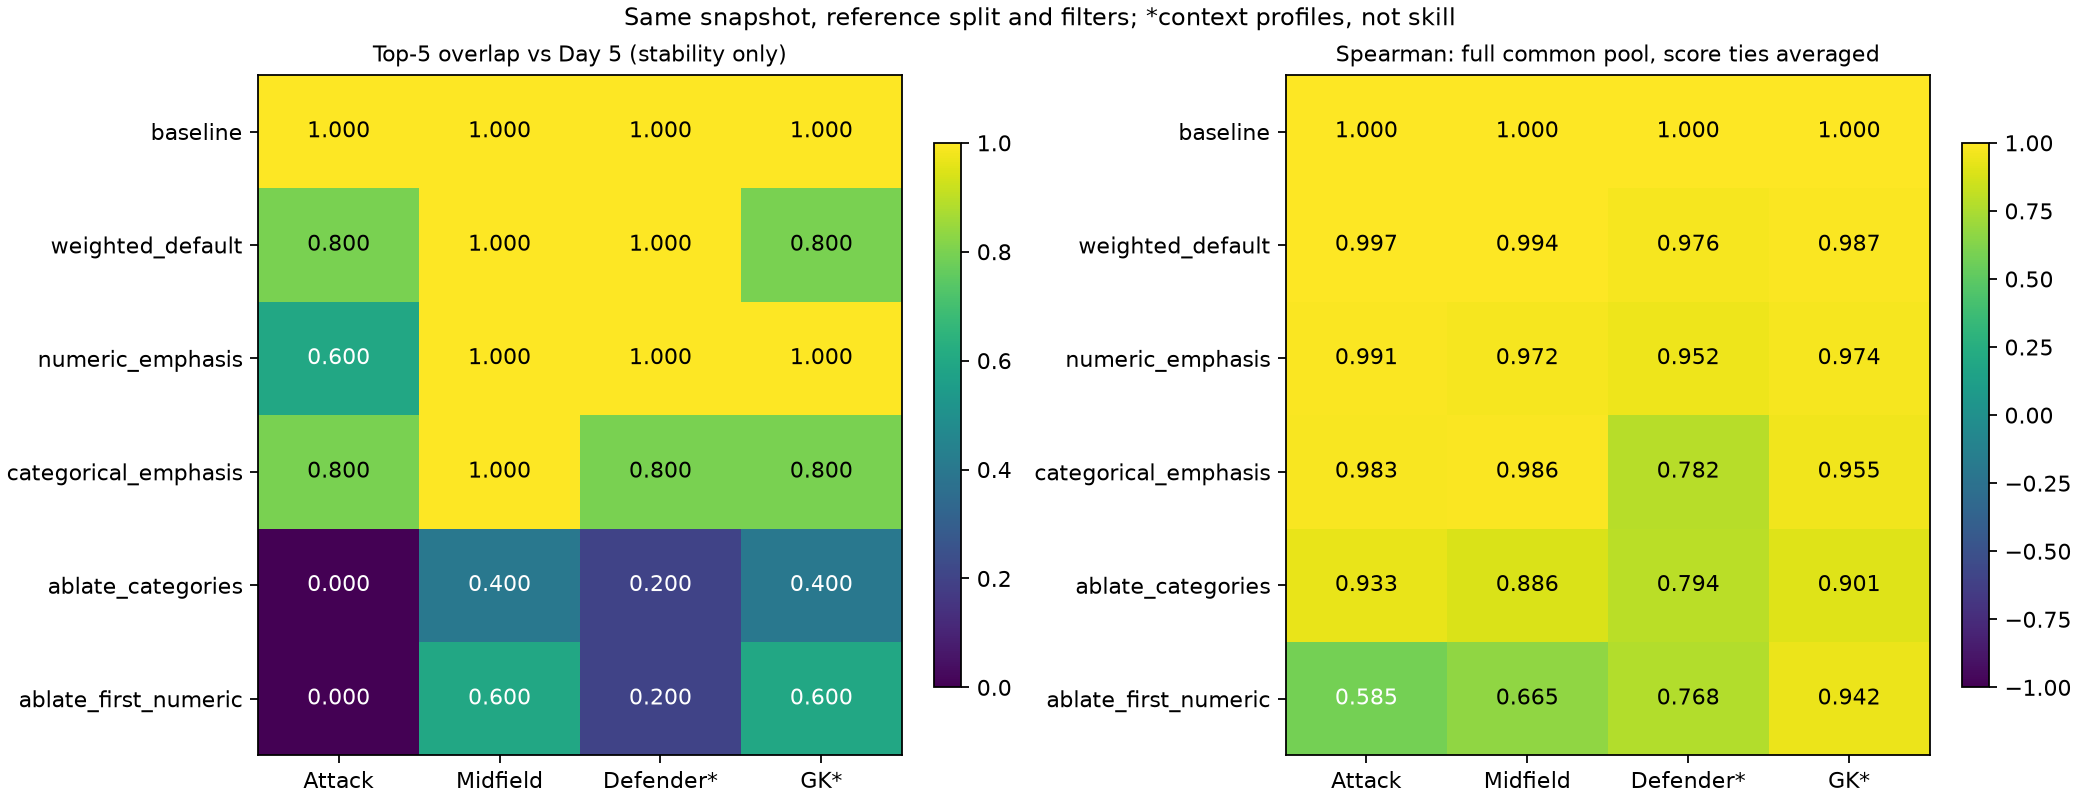 Same snapshot, reference split and filters; *context profiles, not skill
Top-5 overlap vs Day 5 (stability only)
baseline 1.000 1.000 1.000 1.000
weighted_default 0.800 1.000 1.000 0.800
numeric_emphasis 0.600 1.000 1.000 1.000
categorical_emphasis 0.800 1.000 0.800 0.800
ablate_categories 0.000 0.400 0.200 0.400
ablate_first_numeric 0.000 0.600 0.200 0.600
Attack Midfield Defender* GK*
1.0
0.8
0.6
0.4
0.2
0.0
Spearman: full common pool, score ties averaged
baseline 1.000 1.000 1.000 1.000
weighted_default 0.997 0.994 0.976 0.987
numeric_emphasis 0.991 0.972 0.952 0.974
categorical_emphasis 0.983 0.986 0.782 0.955
ablate_categories 0.933 0.886 0.794 0.901
ablate_first_numeric 0.585 0.665 0.768 0.942
Attack Midfield Defender* GK*
1.00
0.75
0.50
0.25
0.00
−0.25
−0.50
−0.75
−1.00